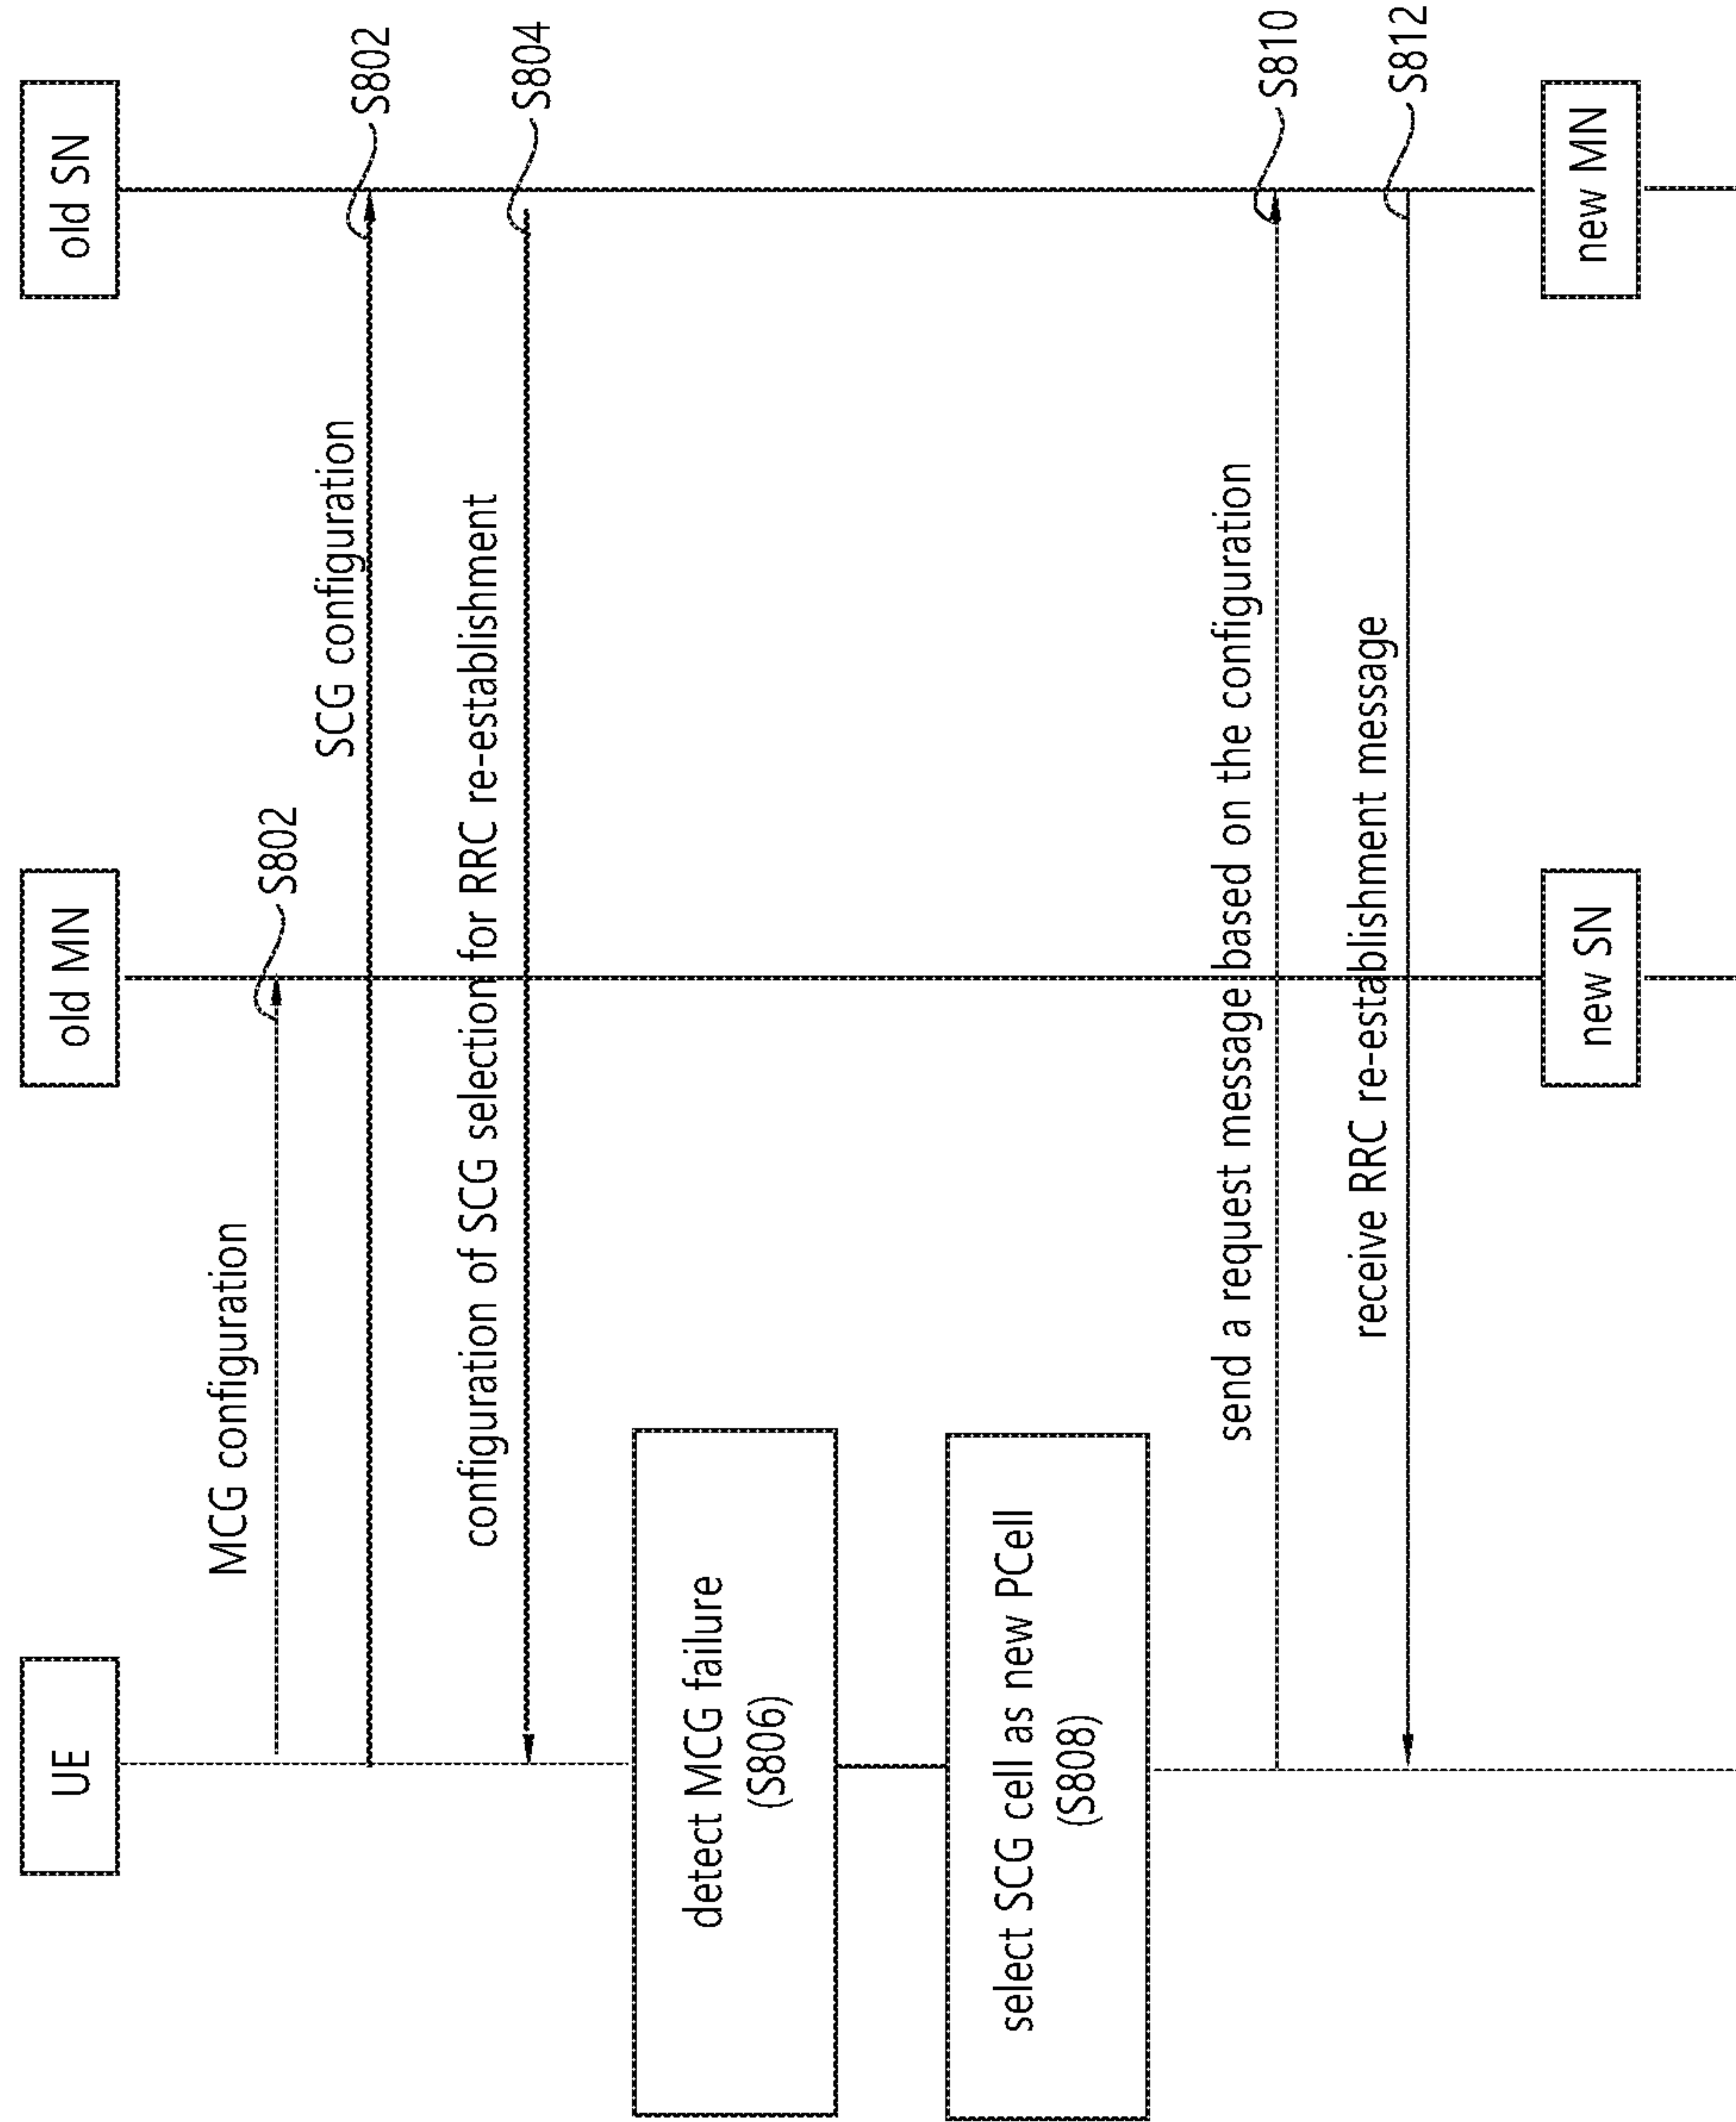 UE
old MN
old SN
MCG configuration
S802
SCG configuration
S802
configuration of SCG selection for RRC re-establishment
S804
detect MCG failure
(S806)
select SCG cell as new PCell
(S808)
send a request message based on the configuration
S810
receive RRC re-establishment message
S812
new SN
new MN